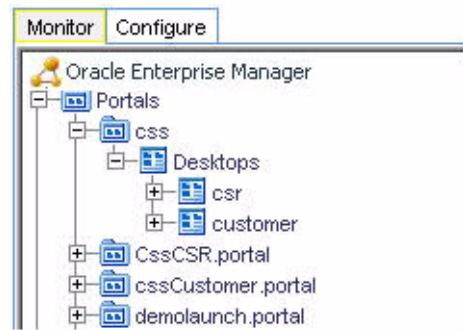 Monitor Configure
Oracle Enterprise Manager
Portals
css
Desktops
csr
customer
CssCSR.portal
cssCustomer.portal
demolaunch.portal